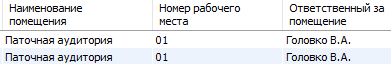 Наименование помещения Номер рабочего места Ответственный за помещение
Паточная аудитория 01 Головко В.А.
Паточная аудитория 01 Головко В.А.